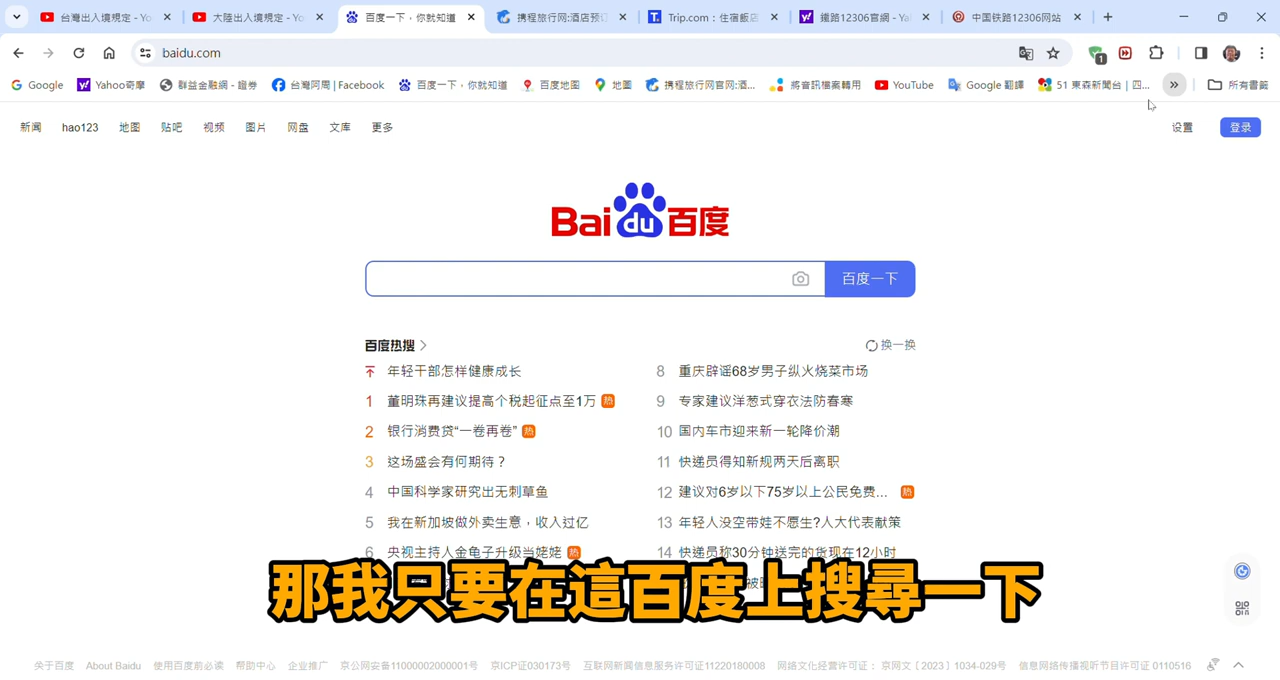 台灣出入境規定 - Yo
大陸出入境規定 - Yo
百度一下，你就知道
携程旅行网:酒店预订
Trip.com：住宿飯店
鐵路12306官網 - Yal
中国铁路12306网站
baidu.com
1
Google
Yahoo奇摩
群益金融網 - 證券
台灣阿周 | Facebook
百度一下，你就知道
百度地图
地圖
携程旅行网官网:酒...
將音訊檔案轉用
YouTube
Google 翻譯
51 東森新聞台 | 四...
»
所有書籤
新闻
hao123
地图
贴吧
视频
图片
网盘
文库
更多
设置
登录
Bai du 百度
百度一下
百度热搜
换一换
年轻干部怎样健康成长
1 董明珠再建议提高个税起征点至1万 热
2 银行消费贷“一卷再卷” 热
3 这场盛会有何期待？
4 中国科学家研究出无刺草鱼
5 我在新加坡做外卖生意，收入过亿
6 央视主持人金龟子升级当姥姥 热
8 重庆辟谣68岁男子纵火烧菜市场
9 专家建议洋葱式穿衣法防春寒
10 国内车市迎来新一轮降价潮
11 快递员得知新规两天后离职
12 建议对6岁以下75岁以上公民免费... 热
13 年轻人没空带娃不愿生?人大代表献策
14 快递员称30分钟送完的货现在12小时
那我只要在這百度上搜尋一下
关于百度
About Baidu
使用百度前必读
帮助中心
企业推广
京公网安备11000002000001号
京ICP证030173号
互联网新闻信息服务许可证11220180008
网络文化经营许可证： 京网文〔2023〕1034-029号
信息网络传播视听节目许可证 0110516